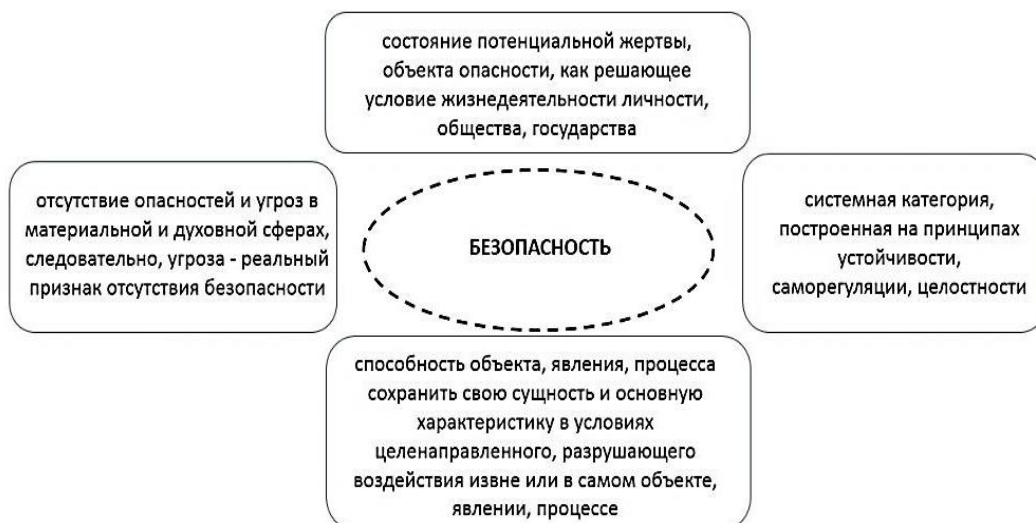 состояние потенциальной жертвы,
объекта опасности, как решающее
условие жизнедеятельности личности,
общества, государства
отсутствие опасностей и угроз в
материальной и духовной сферах,
следовательно, угроза - реальный
признак отсутствия безопасности
БЕЗОПАСНОСТЬ
системная категория,
построенная на принципах
устойчивости,
саморегуляции, целостности
способность объекта, явления, процесса
сохранить свою сущность и основную
характеристику в условиях
целенаправленного, разрушающего
воздействия извне или в самом объекте,
явлении, процессе